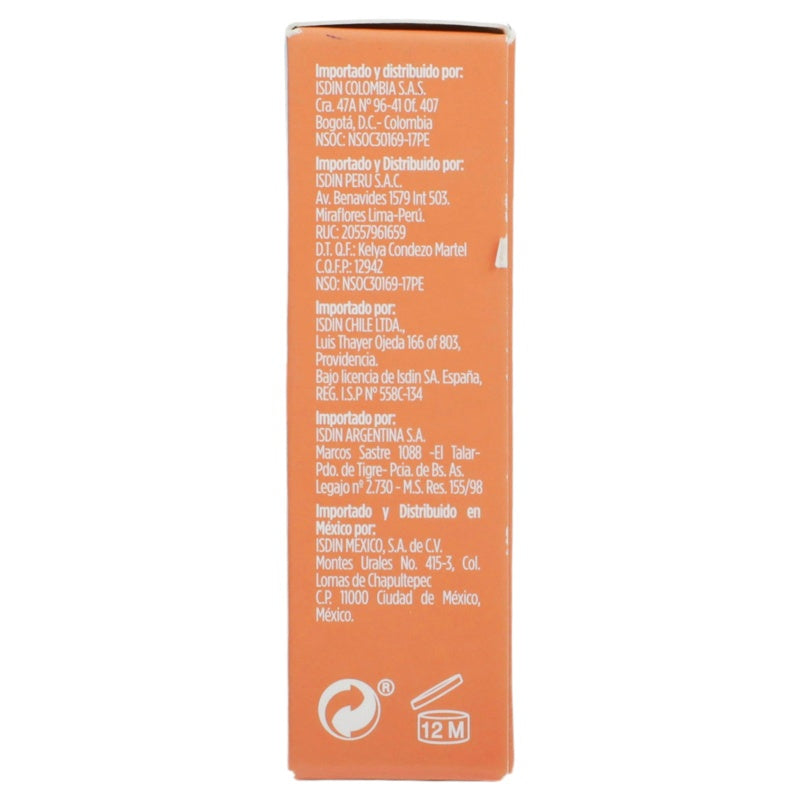 Importado y distribuido por:
ISDIN COLOMBIA S.A.S.
Cra. 47A Nº 96-41 Of. 407
Bogotá, D.C.- Colombia
NSOC: NSOC30169-17PE
Importado y Distribuido por:
ISDIN PERU S.A.C.
Av. Benavides 1579 Int 503.
Miraflores Lima-Perú.
RUC: 20557961659
D.T. Q.F.: Kelya Condezo Martel
C.Q.F.P.: 12942
NSO: NSOC30169-17PE
Importado por:
ISDIN CHILE LTDA.,
Luis Thayer Ojeda 166 of 803,
Providencia.
Bajo licencia de Isdin SA. España,
REG. I.S.P Nº 558C-134
Importado por:
ISDIN ARGENTINA S.A.
Marcos Sastre 1088 -El Talar-
Pdo. de Tigre- Pcia. de Bs. As.
Legajo nº 2.730 - M.S. Res. 155/98
Importado y Distribuido en
México por:
ISDIN MEXICO, S.A. de C.V.
Montes Urales No. 415-3, Col.
Lomas de Chapultepec
C.P. 11000 Ciudad de México,
México.
®
12 M